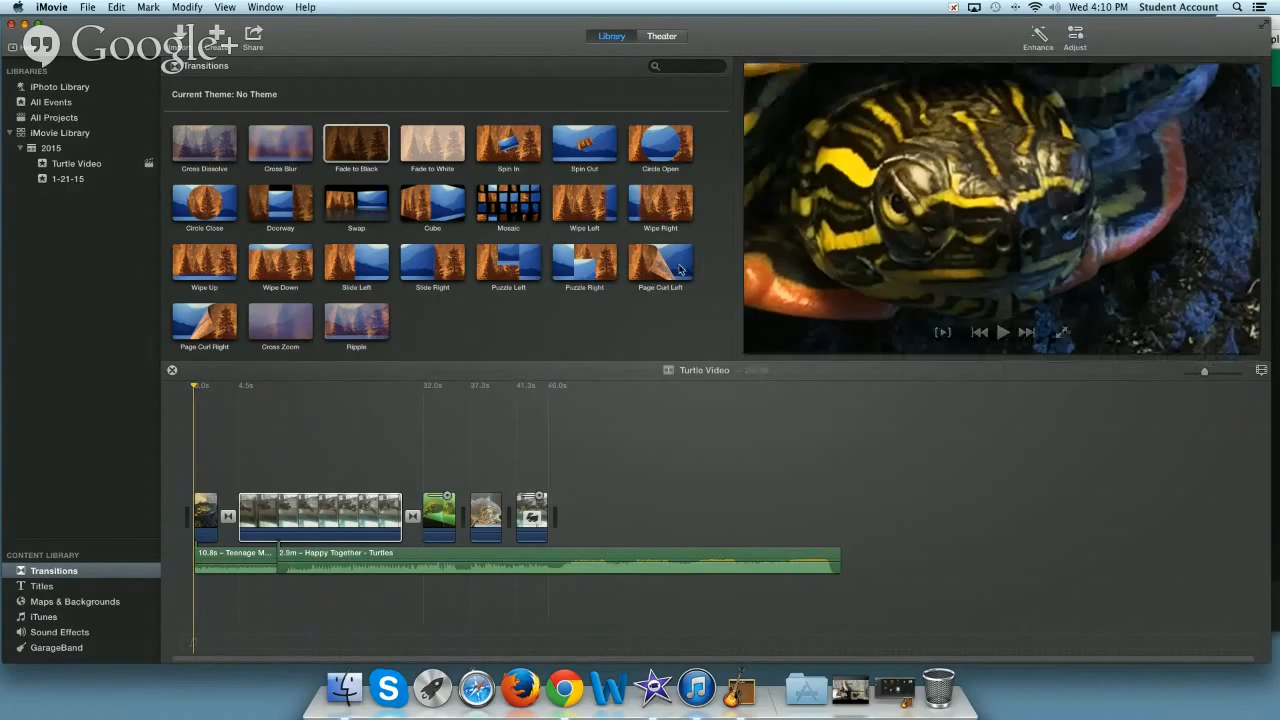 iMovie File Edit Mark Modify View Window Help Wed 4:10 PM Student Account
Google+
Share
Library Theater
Enhance Adjust
LIBRARIES
iPhoto Library
All Events
All Projects
iMovie Library
2015
Turtle Video
1-21-15
Transitions
Current Theme: No Theme
Cross Dissolve Cross Blur Fade to Black Fade to White Spin In Spin Out Circle Open
Circle Close Doorway Swap Cube Mosaic Wipe Left Wipe Right
Wipe Up Wipe Down Slide Left Slide Right Puzzle Left Puzzle Right Page Curl Left
Page Curl Right Cross Zoom Ripple
Turtle Video
4.5s 32.0s 37.3s 41.3s 46.0s
10.8s – Teenage M... 2.9m – Happy Together - Turtles
CONTENT LIBRARY
Transitions
T Titles
Maps & Backgrounds
iTunes
Sound Effects
GarageBand